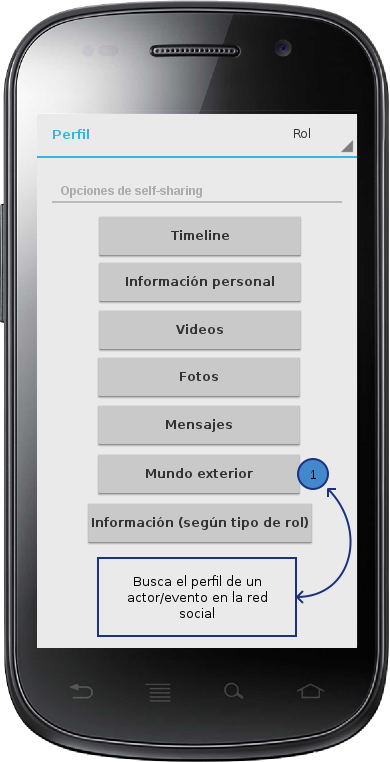 Perfil
Rol
Opciones de self-sharing
Timeline
Información personal
Videos
Fotos
Mensajes
Mundo exterior
1
Información (según tipo de rol)
Busca el perfil de un
actor/evento en la red
social